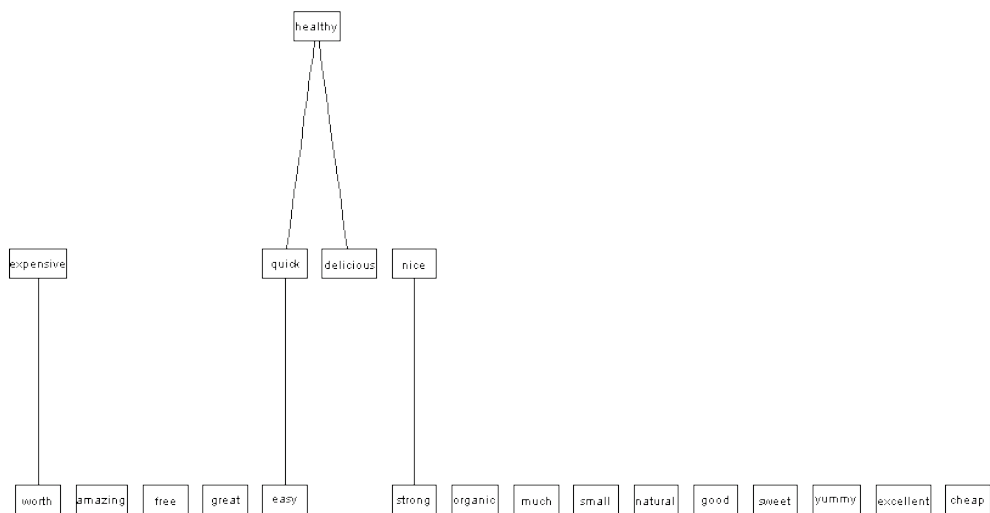 healthy
expensive quick delicious nice
worth amazing free great easy strong organic much small natural good sweet yummy excellent cheap